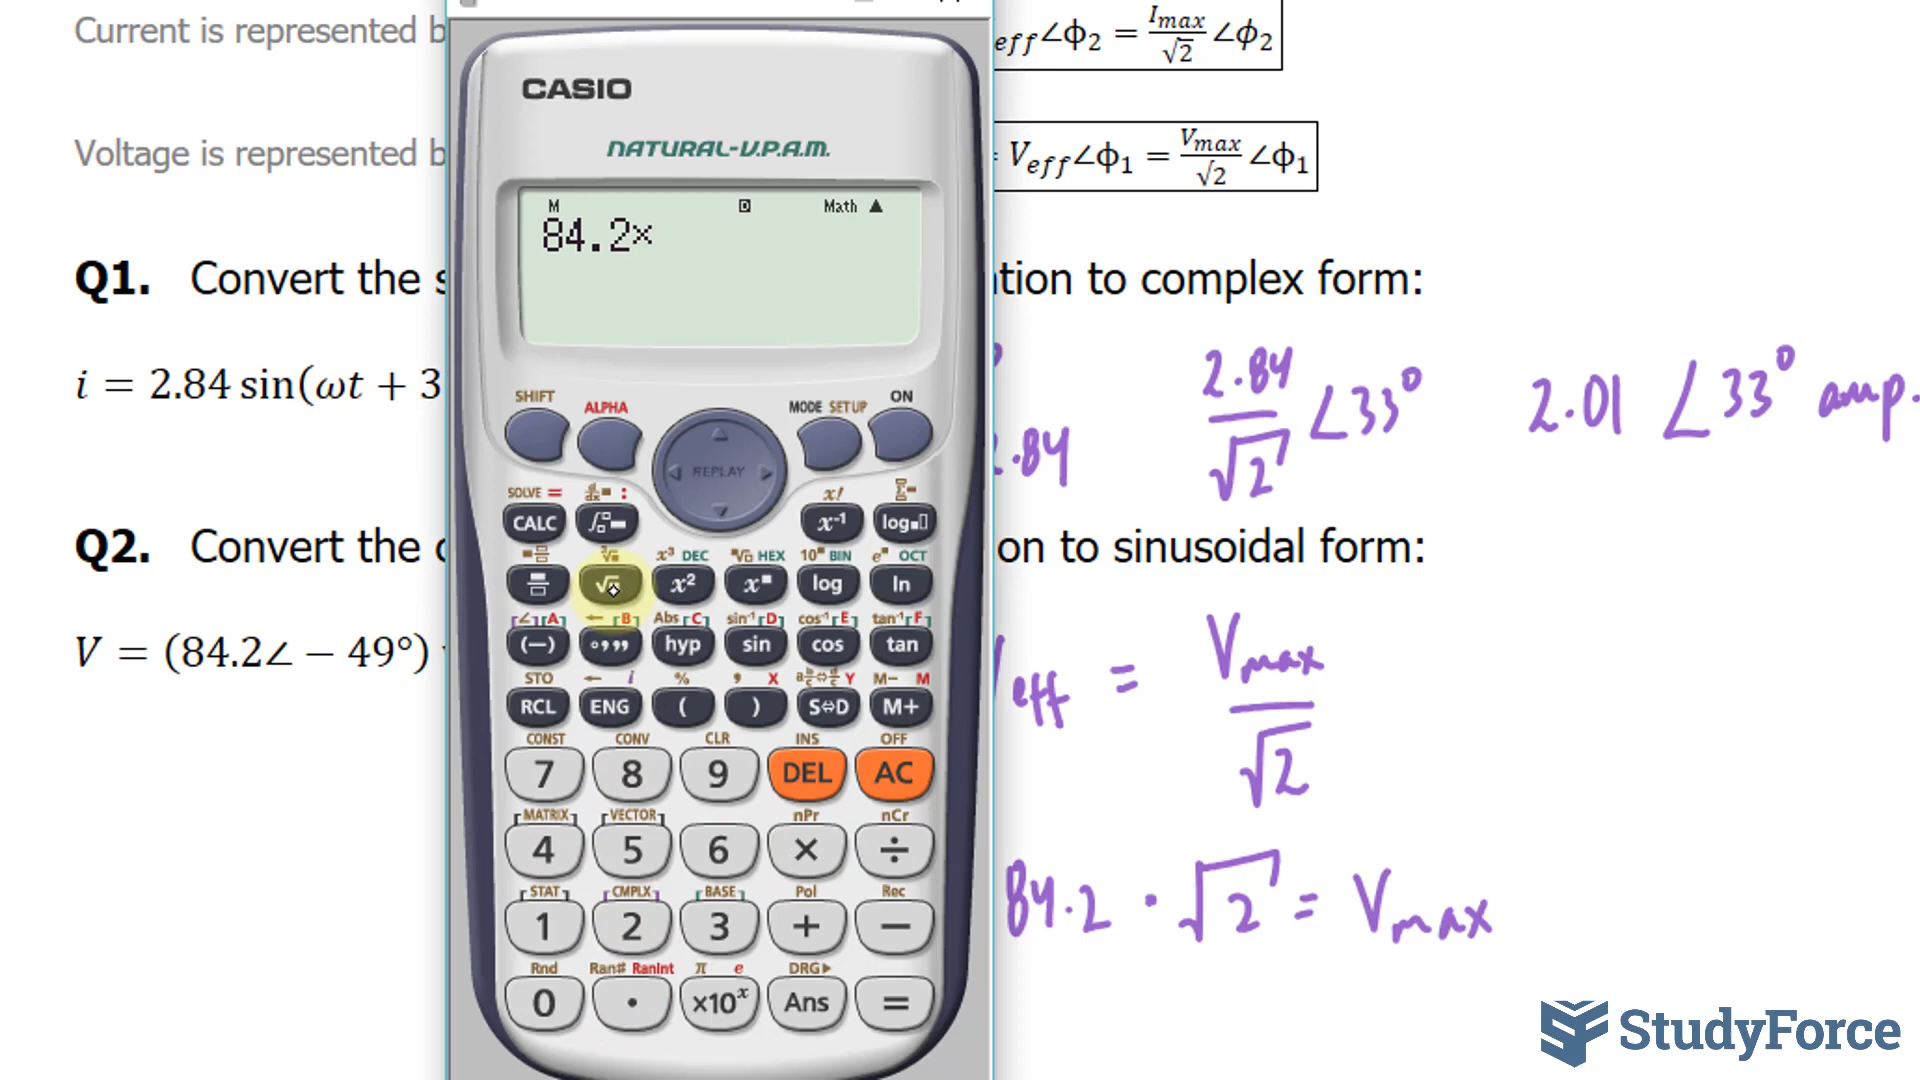 Current is represented b
eff∠ϕ₂ = Imax/√2 ∠ϕ₂
Voltage is represented b
= Veff∠ϕ₁ = Vmax/√2 ∠ϕ₁
CASIO
NATURAL-V.P.A.M.
M D Math ▲
84.2×
Q1. Convert the s
tion to complex form:
i = 2.84 sin(ωt + 3
.84
2.84/√2 ∠33°
2.01 ∠33° amp.
Q2. Convert the c
on to sinusoidal form:
V = (84.2∠ − 49°)
eff = Vmax/√2
84.2 · √2 = Vmax
SHIFT ALPHA MODE SETUP ON
REPLAY
SOLVE = d/dx : x! Σ
CALC ∫ x⁻¹ log
³√ x³ DEC √ HEX 10 BIN e OCT
√ x² x log ln
∠ A ← B Abs C sin⁻¹ D cos⁻¹ E tan⁻¹ F
(−) °,,, hyp sin cos tan
STO ← i % , X a b/c⇔d/c Y M− M
RCL ENG ( ) S⇔D M+
CONST CONV CLR INS OFF
7 8 9 DEL AC
MATRIX VECTOR nPr nCr
4 5 6 × ÷
STAT CMPLX BASE Pol Rec
1 2 3 + −
Rnd Ran# RanInt π e DRG▶
0 . ×10ˣ Ans =
StudyForce